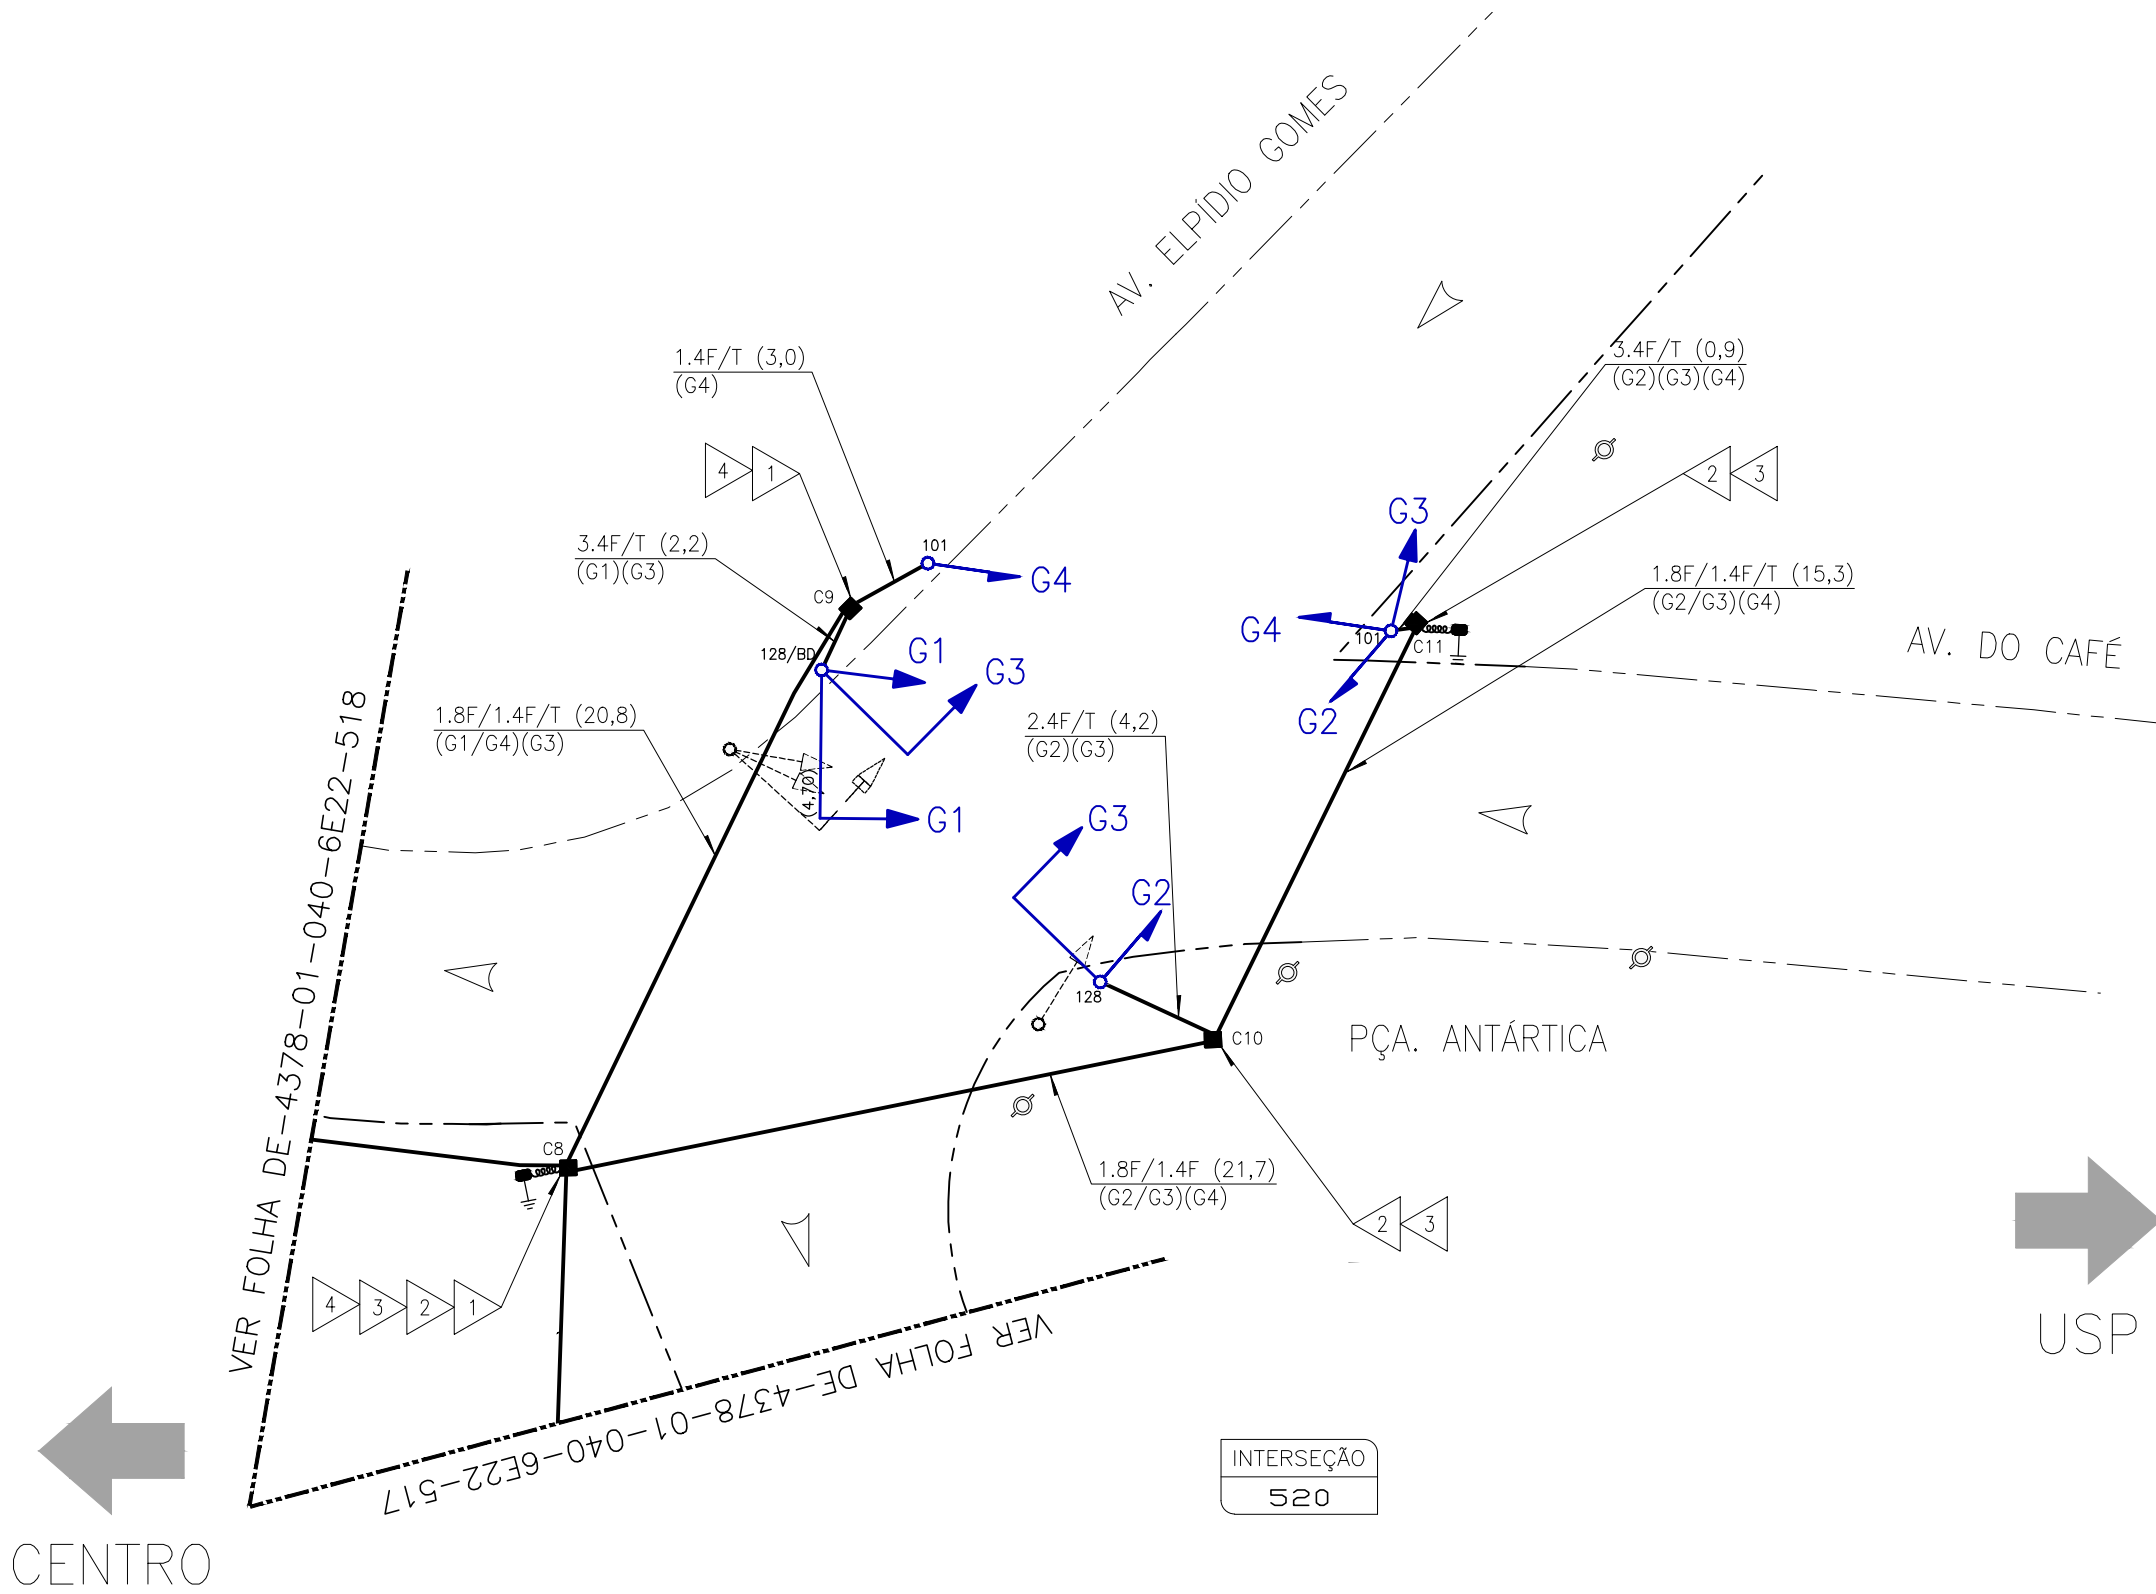 AV. ELPÍDIO GOMES
1.4F/T (3,0)
(G4)
3.4F/T (0,9)
(G2)(G3)(G4)
4
1
2
3
G3
3.4F/T (2,2)
(G1)(G3)
101
G4
1.8F/1.4F/T (15,3)
(G2/G3)(G4)
C9
G4
101
C11
128/BD
G1
G3
AV. DO CAFÉ
G2
1.8F/1.4F/T (20,8)
(G1/G4)(G3)
2.4F/T (4,2)
(G2)(G3)
(4,70)
G1
G3
G2
VER FOLHA DE-4378-01-040-6E22-518
128
C10
PÇA. ANTÁRTICA
C8
1.8F/1.4F (21,7)
(G2/G3)(G4)
2
3
4
3
2
1
VER FOLHA DE-4378-01-040-6E22-517
USP
INTERSEÇÃO
520
CENTRO